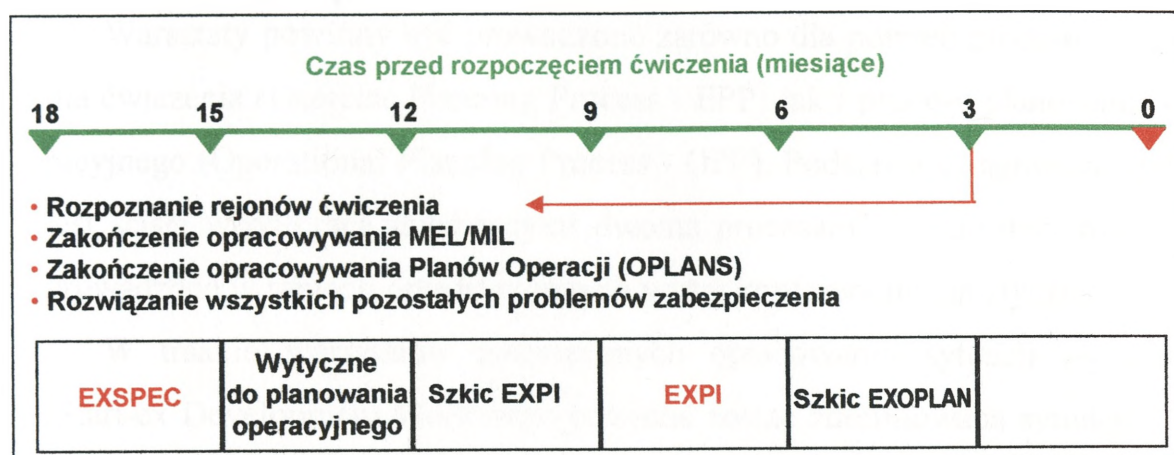 Czas przed rozpoczęciem ćwiczenia (miesiące)
18 15 12 9 6 3 0
• Rozpoznanie rejonów ćwiczenia
• Zakończenie opracowywania MEL/MIL
• Zakończenie opracowywania Planów Operacji (OPLANS)
• Rozwiązanie wszystkich pozostałych problemów zabezpieczenia
EXSPEC
Wytyczne
do planowania
operacyjnego
Szkic EXPI
EXPI
Szkic EXOPLAN